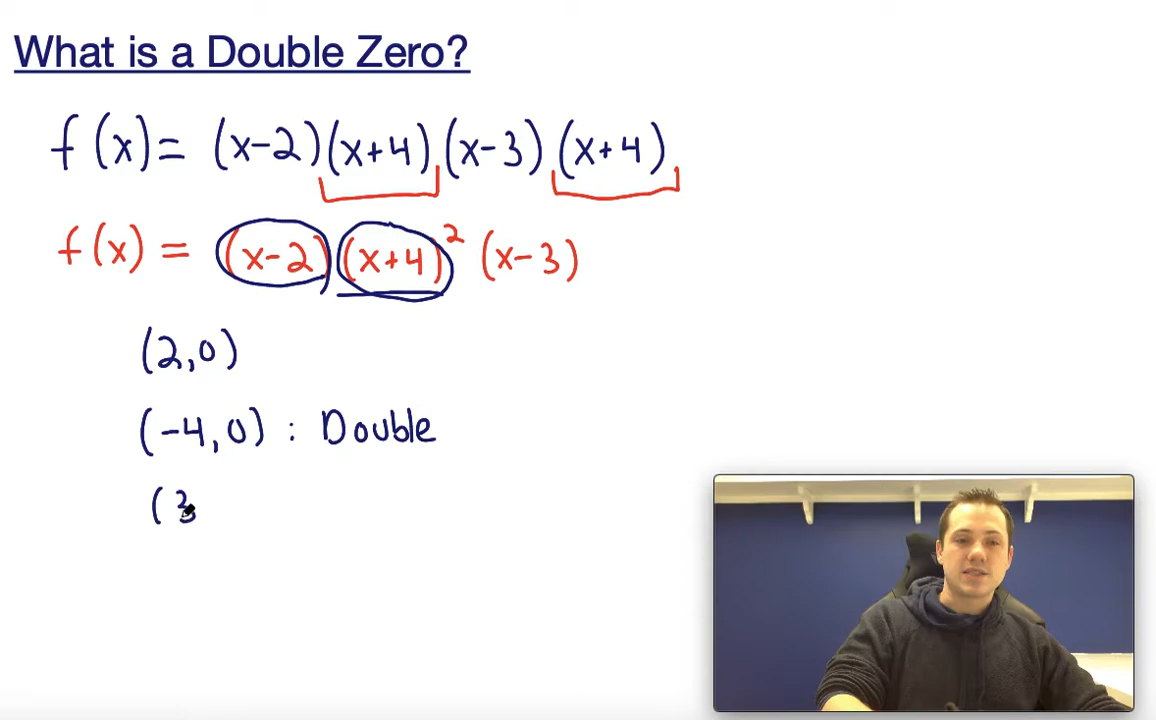 What is a Double Zero?
f(x) = (x-2)(x+4)(x-3)(x+4)
f(x) = (x-2)(x+4)² (x-3)
(2,0)
(-4,0) : Double
(3